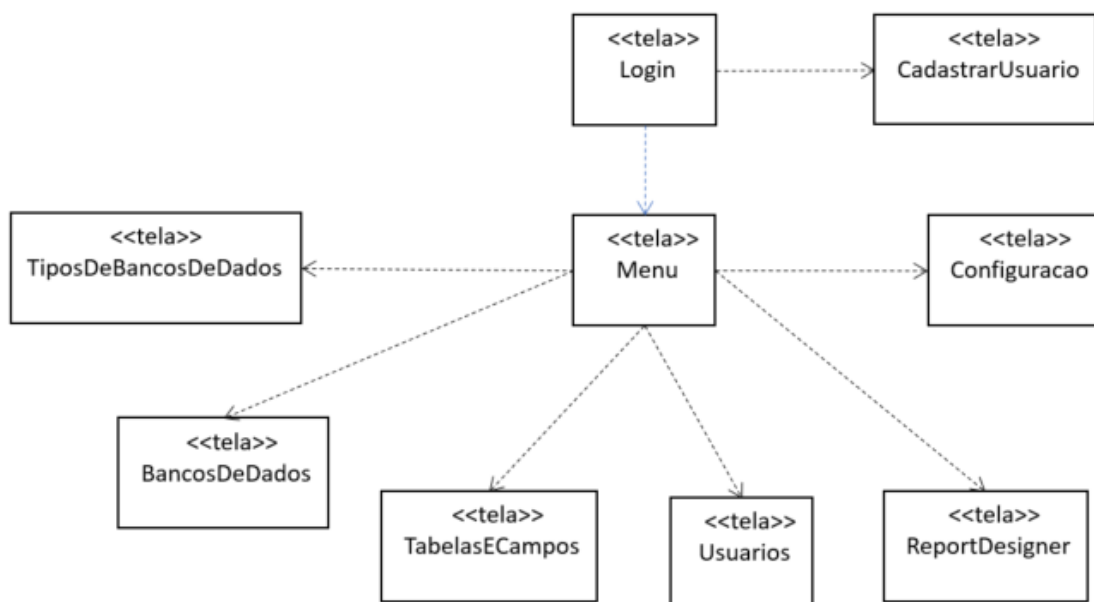 <<tela>>
Login
<<tela>>
CadastrarUsuario
<<tela>>
TiposDeBancosDeDados
<<tela>>
Menu
<<tela>>
Configuracao
<<tela>>
BancosDeDados
<<tela>>
TabelasECampos
<<tela>>
Usuarios
<<tela>>
ReportDesigner